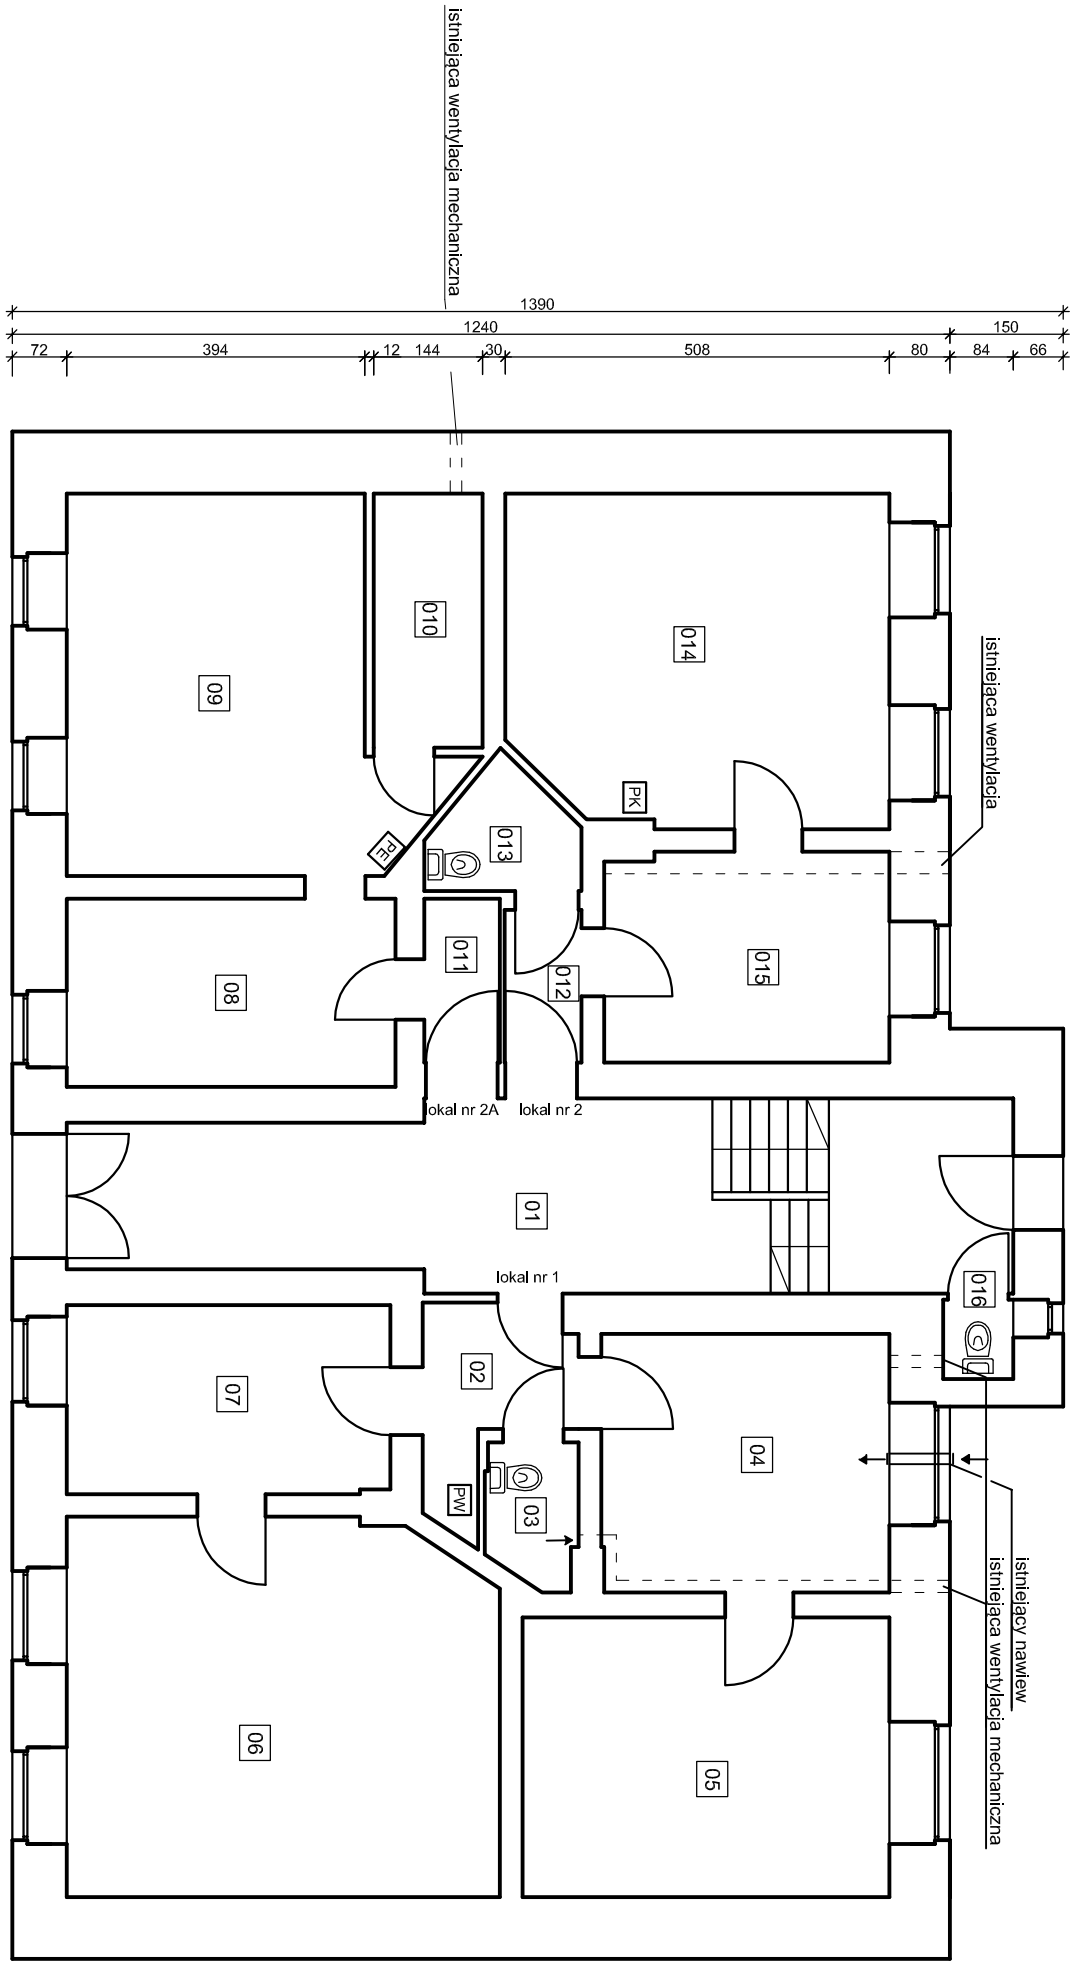 istniejąca wentylacja mechaniczna
1390
1240
150
72
394
12
144
30
508
80
84
66
istniejąca wentylacja
010
014
09
PK
PE
013
011
012
015
08
lokal nr 2A
lokal nr 2
01
lokal nr 1
016
02
07
04
PW
03
istniejący nawiew
istniejąca wentylacja mechaniczna
06
05